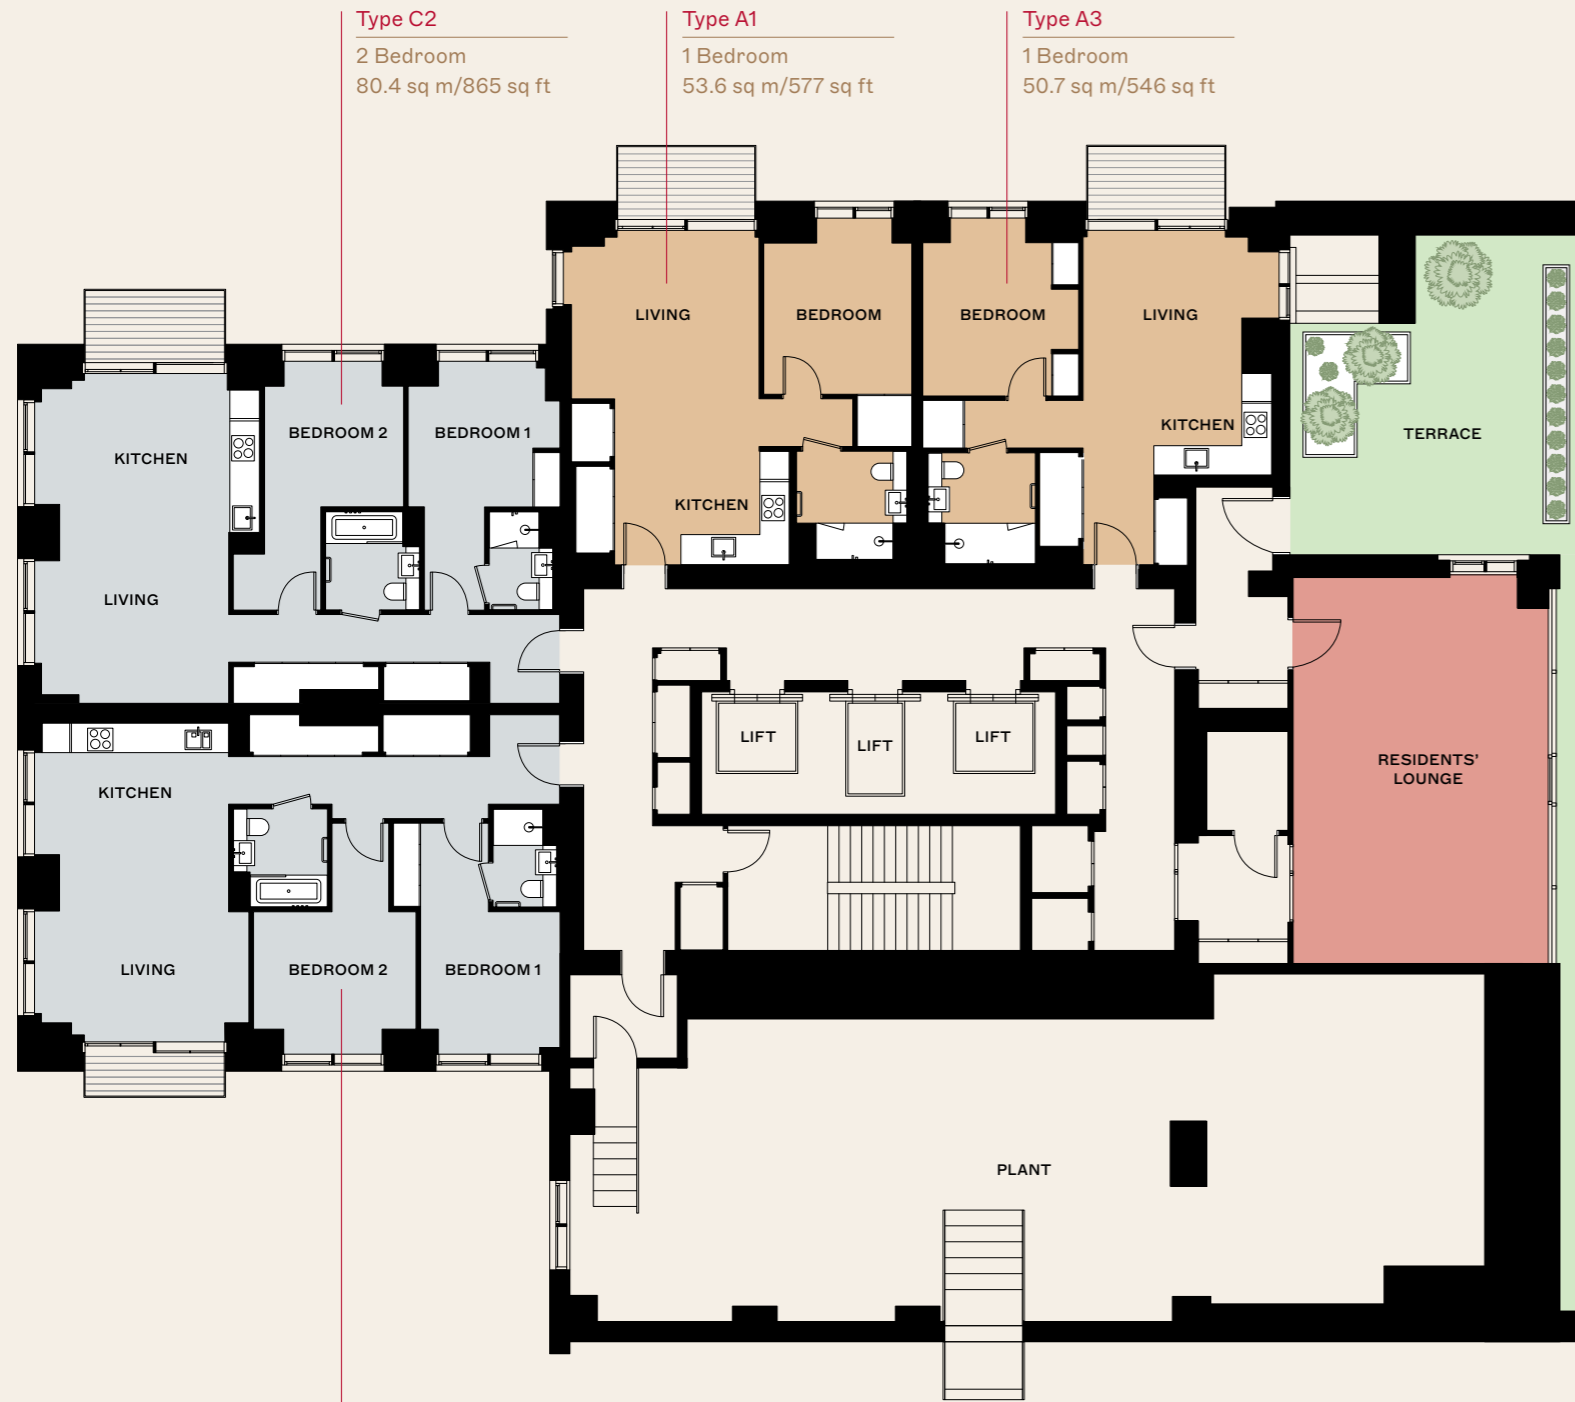 Type C2
2 Bedroom
80.4 sq m/865 sq ft
Type A1
1 Bedroom
53.6 sq m/577 sq ft
Type A3
1 Bedroom
50.7 sq m/546 sq ft
LIVING
BEDROOM
BEDROOM
LIVING
KITCHEN
TERRACE
KITCHEN
BEDROOM 2
BEDROOM 1
KITCHEN
LIVING
LIFT
LIFT
LIFT
RESIDENTS’
LOUNGE
KITCHEN
LIVING
BEDROOM 2
BEDROOM 1
PLANT